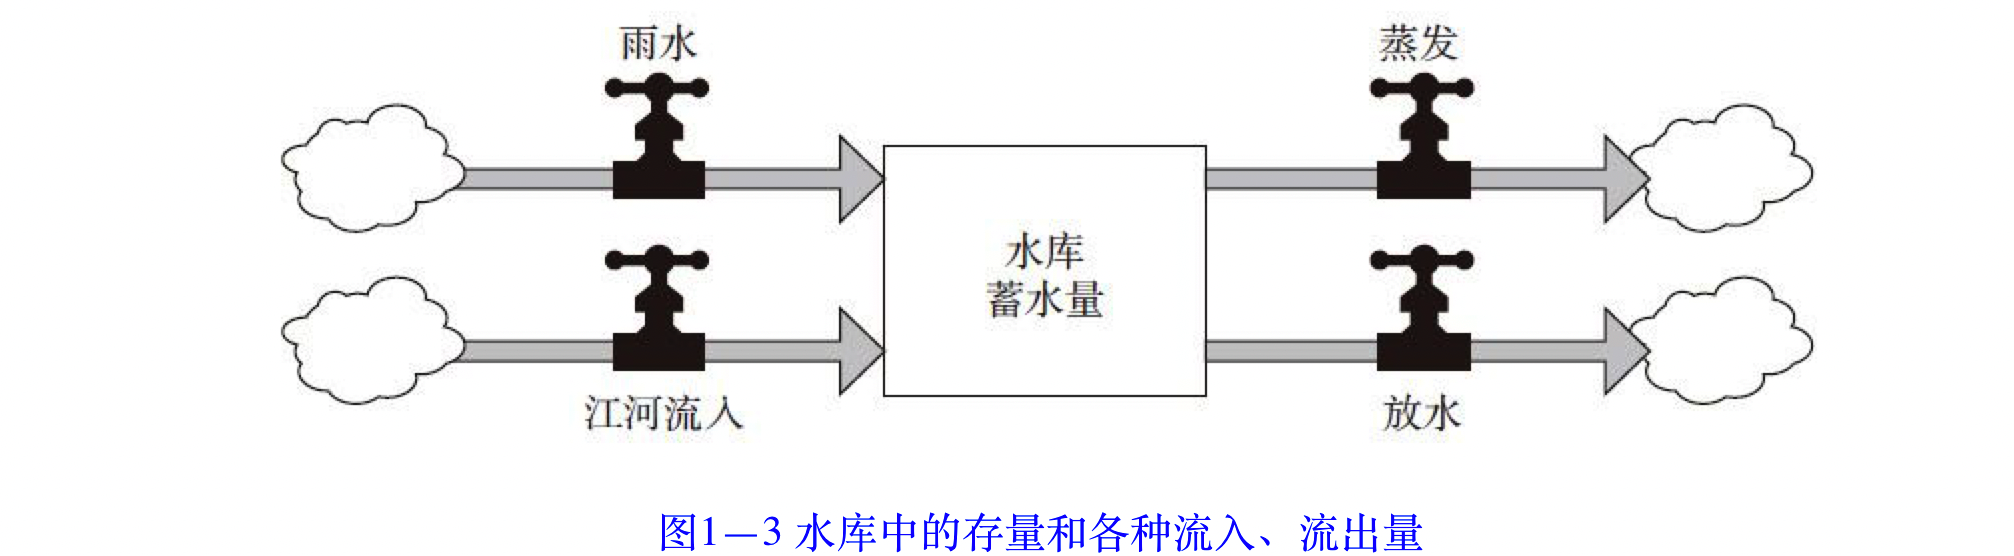 雨水
蒸发
水库
蓄水量
江河流入
放水
图1—3 水库中的存量和各种流入、流出量